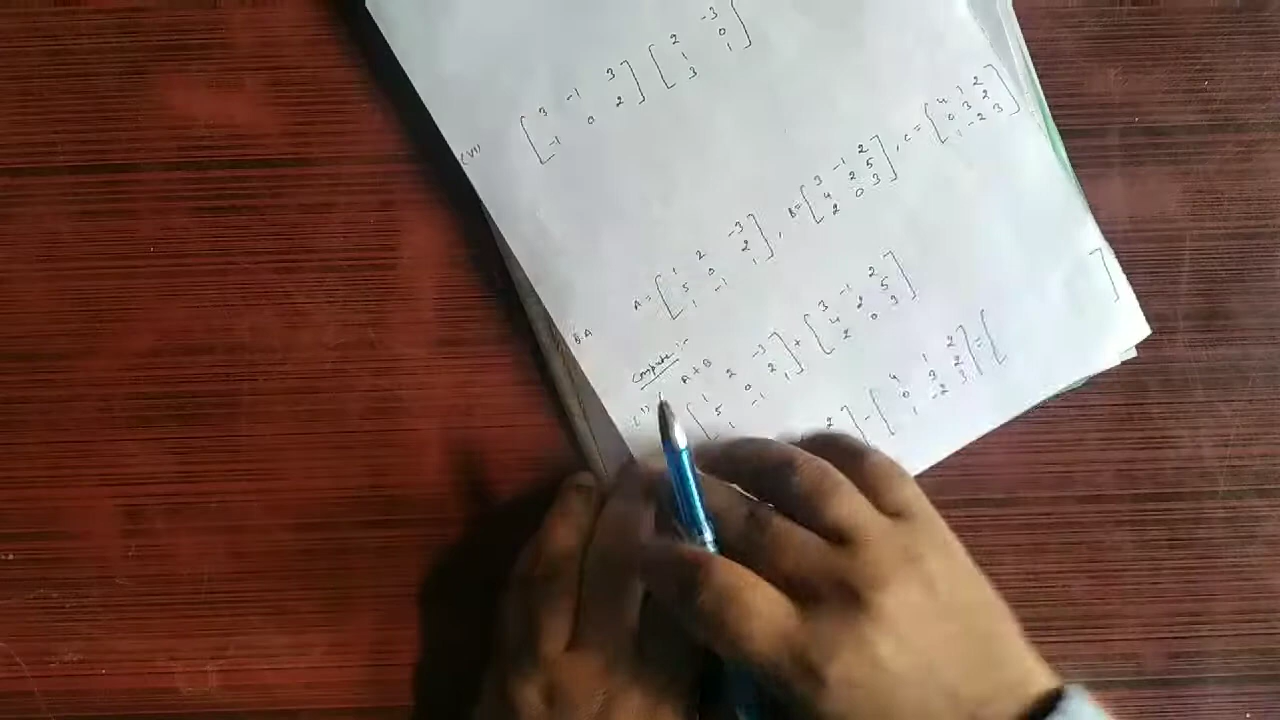 (vi) [ 3 -1 3 ] [ 2 -3 ]
[ -1 0 2 ] [ 1 0 ]
[ 3 1 ]
A = [ 1 2 -3 ] , B = [ 3 -1 2 ] , C = [ 4 1 2 ]
[ 5 0 2 ] [ 4 2 5 ] [ 0 3 2 ]
[ 1 -1 1 ] [ 2 0 3 ] [ 1 -2 3 ]
Compute :-
(i) A + B
[ 1 2 -3 ] + [ 3 -1 2 ]
[ 5 0 2 ] [ 4 2 5 ]
[ 1 -1 1 ] [ 2 0 3 ]
2 ] - [ 4 1 2 ] = [ ]
[ 0 3 2 ]
[ 1 -2 3 ]